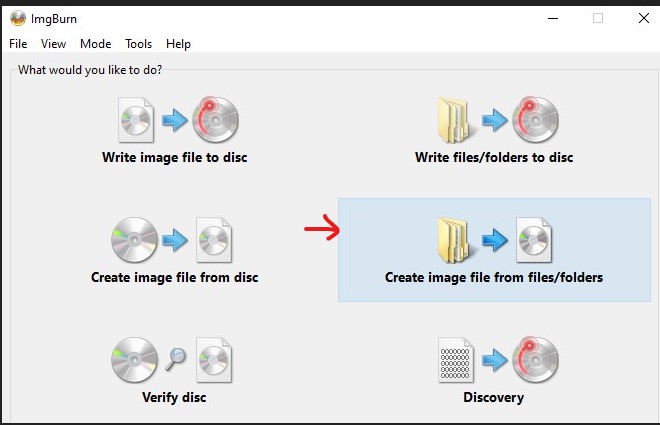 ImgBurn
File View Mode Tools Help
What would you like to do?
Write image file to disc
Write files/folders to disc
Create image file from disc
Create image file from files/folders
Verify disc
Discovery